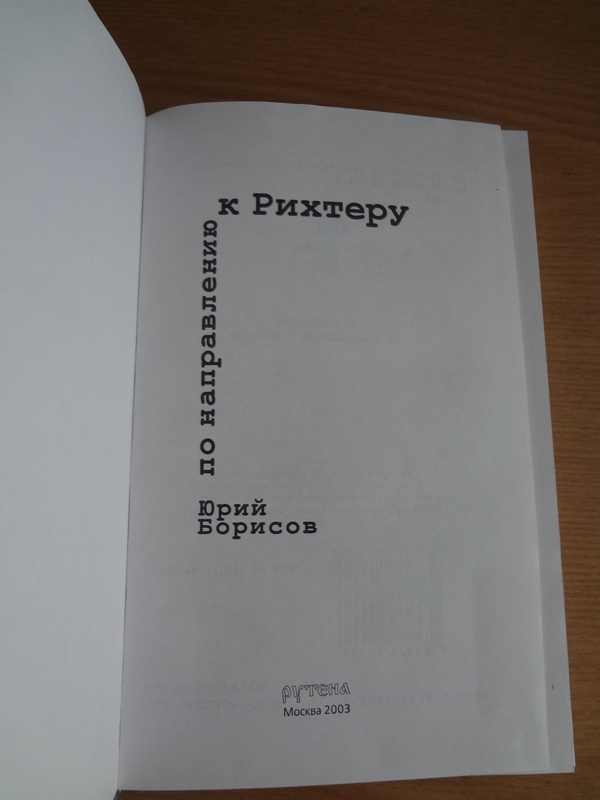 по направлению
к Рихтеру
Юрий
Борисов
рутена
Москва 2003